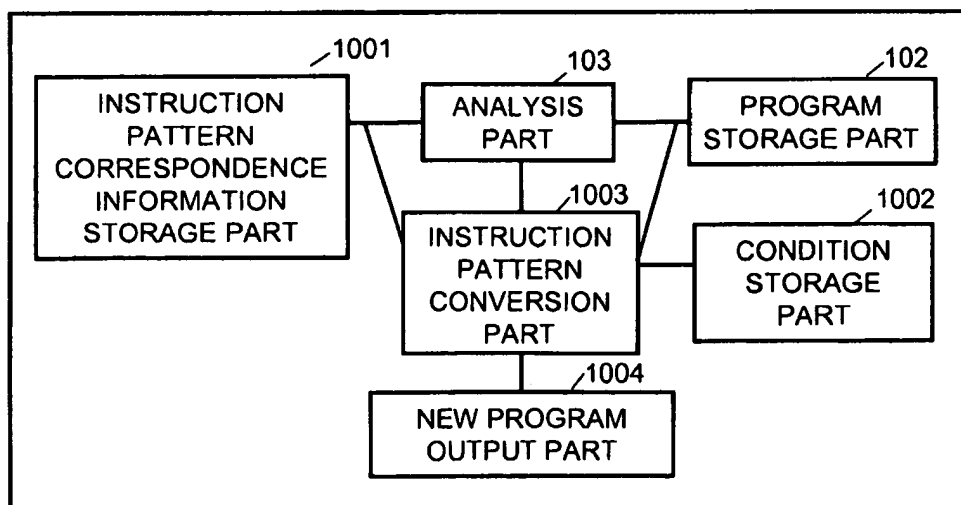 1001
INSTRUCTION
PATTERN
CORRESPONDENCE
INFORMATION
STORAGE PART
103
ANALYSIS
PART
102
PROGRAM
STORAGE PART
1003
INSTRUCTION
PATTERN
CONVERSION
PART
1002
CONDITION
STORAGE
PART
1004
NEW PROGRAM
OUTPUT PART